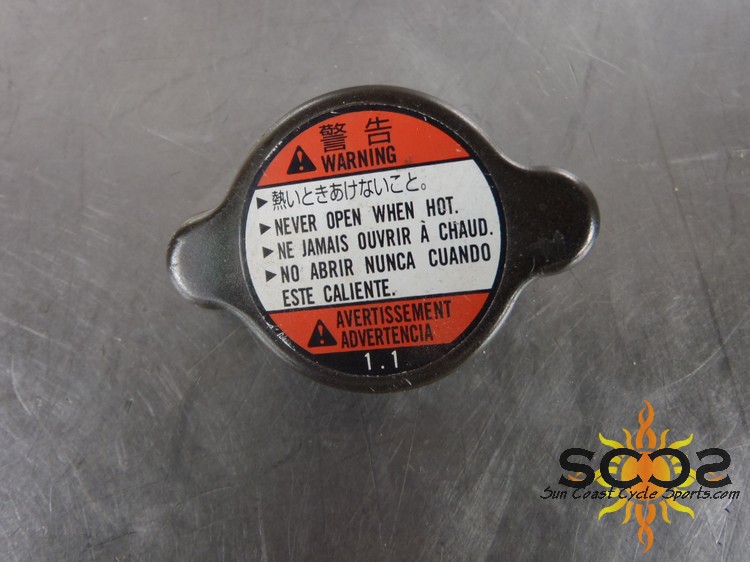 警告
WARNING
▶熱いときあけないこと。
▶NEVER OPEN WHEN HOT.
▶NE JAMAIS OUVRIR À CHAUD.
▶NO ABRIR NUNCA CUANDO
ESTE CALIENTE.
AVERTISSEMENT
ADVERTENCIA
1.1
SCCS
Sun Coast Cycle Sports.com